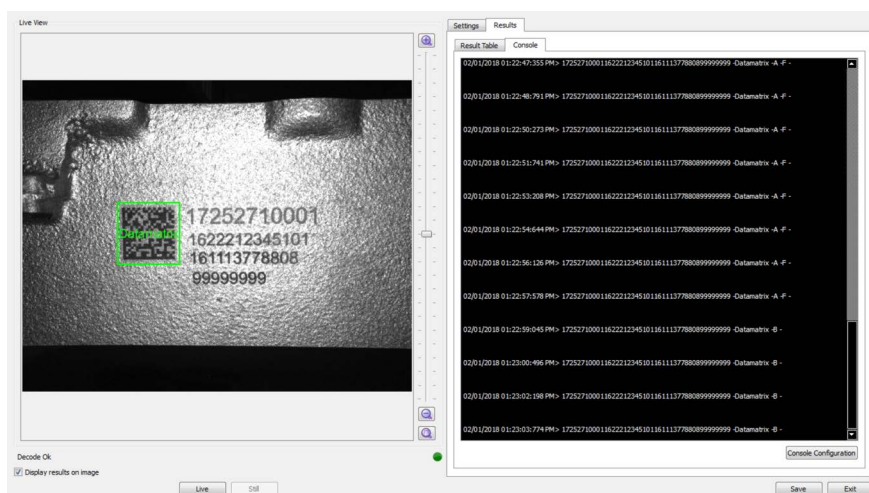 Live View
Datamatrix
17252710001
1622212345101
161113778808
99999999
Decode Ok
Display results on image
Live
Still
Settings
Results
Result Table
Console
02/01/2018 01:22:47:355 PM> 17252710001162221234510116111377880899999999 -Datamatrix -A -F -
02/01/2018 01:22:48:791 PM> 17252710001162221234510116111377880899999999 -Datamatrix -A -F -
02/01/2018 01:22:50:273 PM> 17252710001162221234510116111377880899999999 -Datamatrix -A -F -
02/01/2018 01:22:51:741 PM> 17252710001162221234510116111377880899999999 -Datamatrix -A -F -
02/01/2018 01:22:53:208 PM> 17252710001162221234510116111377880899999999 -Datamatrix -A -F -
02/01/2018 01:22:54:644 PM> 17252710001162221234510116111377880899999999 -Datamatrix -A -F -
02/01/2018 01:22:56:126 PM> 17252710001162221234510116111377880899999999 -Datamatrix -A -F -
02/01/2018 01:22:57:578 PM> 17252710001162221234510116111377880899999999 -Datamatrix -A -F -
02/01/2018 01:22:59:045 PM> 17252710001162221234510116111377880899999999 -Datamatrix -B -
02/01/2018 01:23:00:496 PM> 17252710001162221234510116111377880899999999 -Datamatrix -B -
02/01/2018 01:23:02:198 PM> 17252710001162221234510116111377880899999999 -Datamatrix -B -
02/01/2018 01:23:03:774 PM> 17252710001162221234510116111377880899999999 -Datamatrix -B -
Console Configuration
Save
Exit